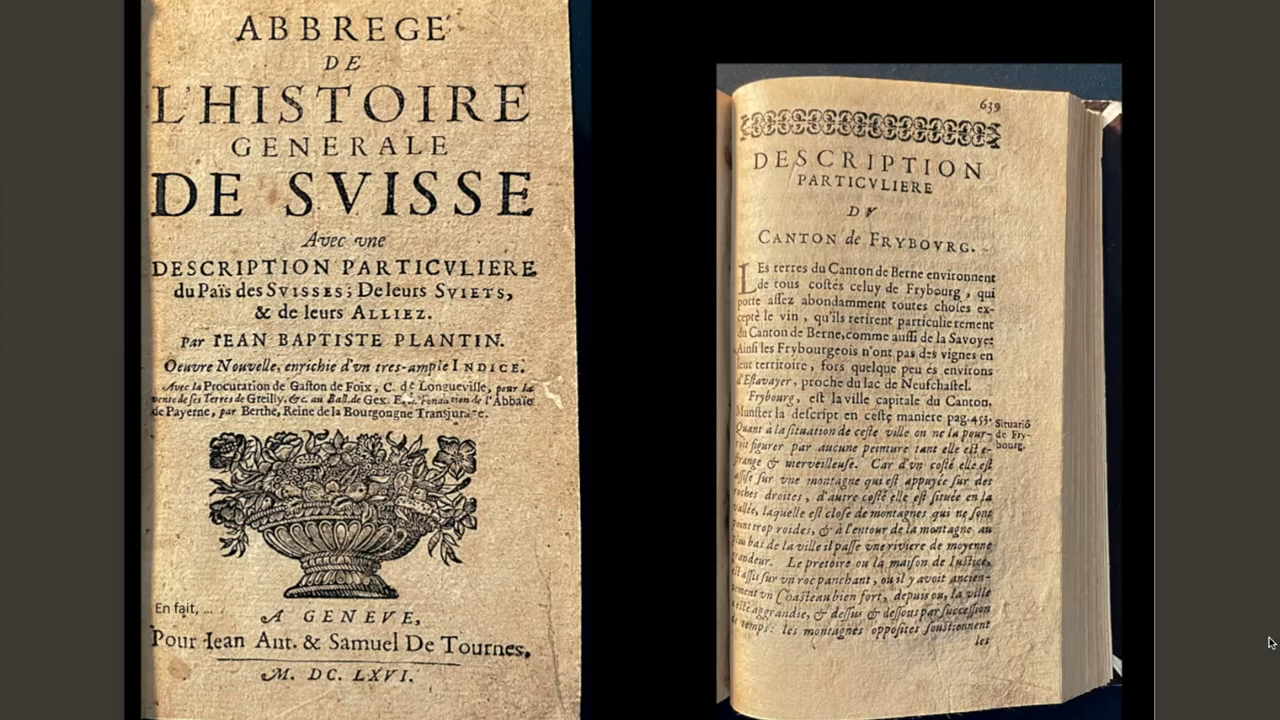 ABBREGE
DE
L'HISTOIRE
GENERALE
DE SVISSE
Avec vne
DESCRIPTION PARTICVLIERE
du Païs des SVISSES; De leurs SVIETS,
& de leurs ALLIEZ.
Par IEAN BAPTISTE PLANTIN.
Oeuvre Nouvelle, enrichie d'vn tres-ample INDICE.
Avec la Procuration de Gaston de Foix, C. de Longueville, pour la
vente de ses Terres de Greilly, &c. au Bail. de Gex. Et Fondation de l'Abbaïe
de Payerne, par Berthe, Reine de la Bourgongne Transjurane.
En fait, ...
A GENEVE,
Pour Iean Ant. & Samuel De Tournes.
M. DC. LXVI.
639
DESCRIPTION
PARTICVLIERE
DV
CANTON de FRYBOVRG.
LEs terres du Canton de Berne environnent
de tous costés celuy de Frybourg, qui
porte assez abondamment toutes choses ex-
cepté le vin, qu'ils retirent particulierement
du Canton de Berne, comme aussi de la Savoye:
Ainsi les Frybourgeois n'ont pas des vignes en
leur territoire, fors quelque peu és environs
d'Estavayer, proche du lac de Neufchastel.
Frybourg, est la ville capitale du Canton,
Munster la descript en ceste maniere pag. 453.
Situatiõ
de Fry-
bourg.
Quant à la situation de ceste ville on ne la pour-
roit figurer par aucune peinture tant elle est e-
strange & merveilleuse. Car d'vn costé elle est
assise sur vne montagne qui est appuyée sur des
roches droites, d'autre costé elle est située en la
vallée, laquelle est close de montagnes qui ne sont
point trop roides, & à l'entour de la montagne au
plus bas de la ville il passe vne riviere de moyenne
grandeur. Le pretoire ou la maison de Iustice,
est assis sur vn roc panchant, ou il y avoit ancien-
nement vn Chasteau bien fort, depuis ou, la ville
a esté aggrandie, & dessus & dessous par succession
de temps: les montagnes opposites soustiennent
les